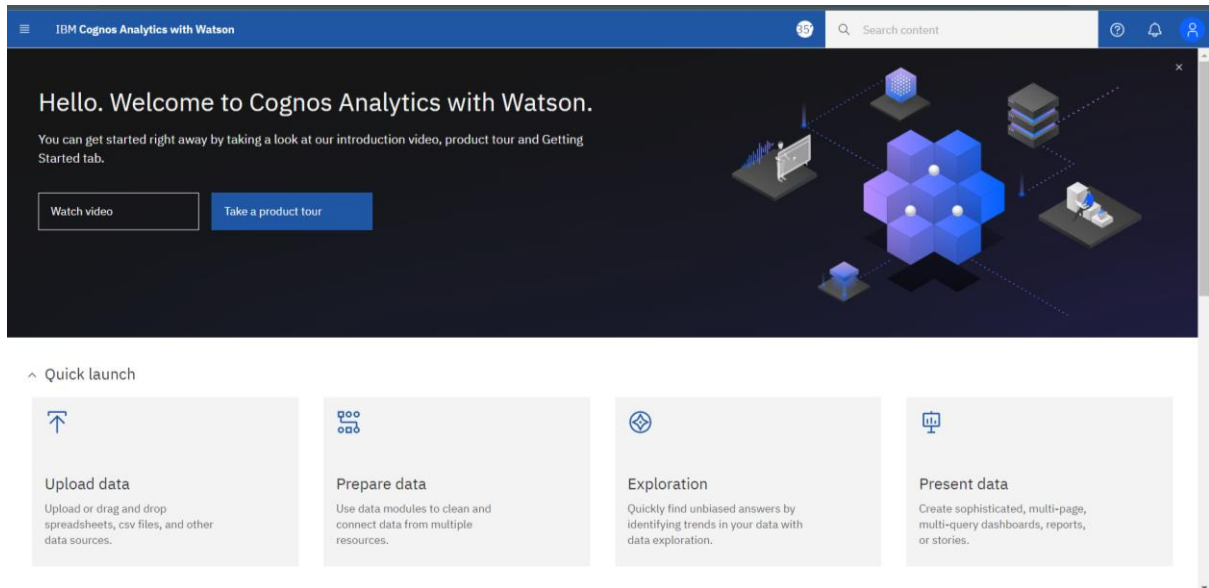 IBM Cognos Analytics with Watson
Search content
Hello. Welcome to Cognos Analytics with Watson.
You can get started right away by taking a look at our introduction video, product tour and Getting
Started tab.
Watch video
Take a product tour
Quick launch
Upload data
Upload or drag and drop
spreadsheets, csv files, and other
data sources.
Prepare data
Use data modules to clean and
connect data from multiple
resources.
Exploration
Quickly find unbiased answers by
identifying trends in your data with
data exploration.
Present data
Create sophisticated, multi-page,
multi-query dashboards, reports,
or stories.